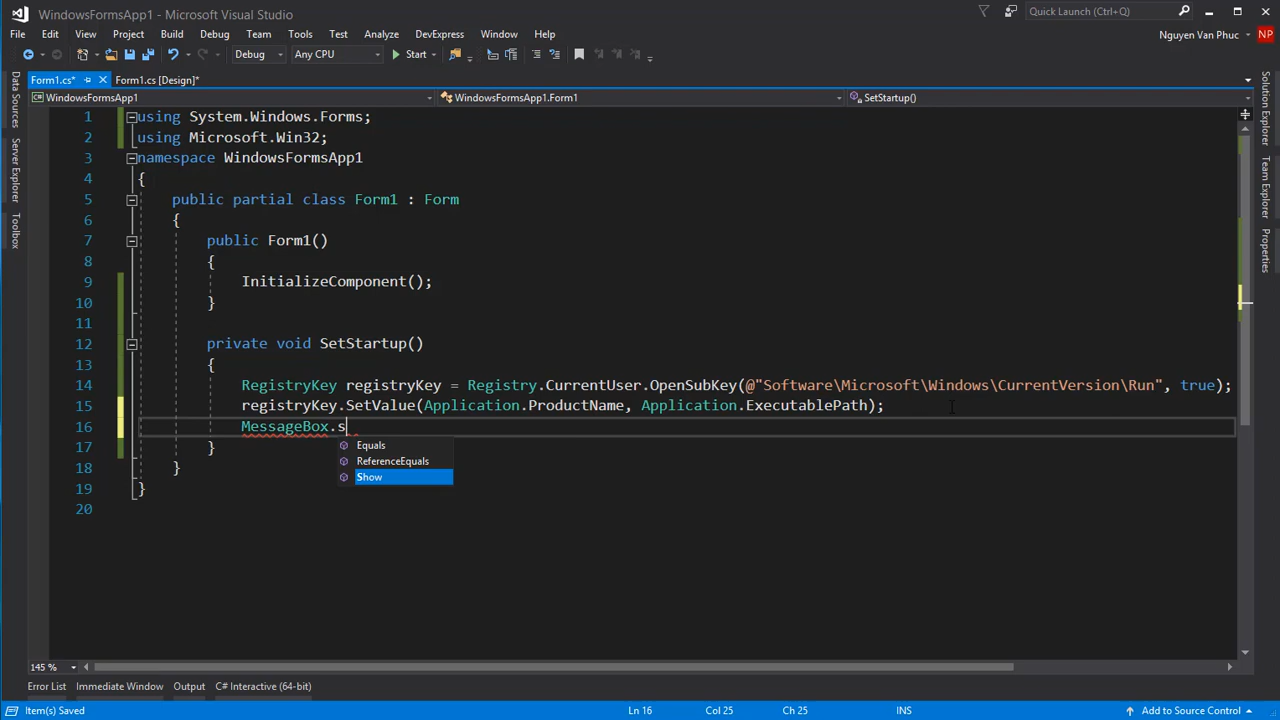 WindowsFormsApp1 - Microsoft Visual Studio
Quick Launch (Ctrl+Q)
File Edit View Project Build Debug Team Tools Test Analyze DevExpress Window Help
Nguyen Van Phuc NP
Debug Any CPU Start
Form1.cs* Form1.cs [Design]*
WindowsFormsApp1 WindowsFormsApp1.Form1 SetStartup()
Data Sources
Server Explorer
Toolbox
Solution Explorer
Team Explorer
Properties
1 using System.Windows.Forms;
2 using Microsoft.Win32;
3 namespace WindowsFormsApp1
4 {
5 public partial class Form1 : Form
6 {
7 public Form1()
8 {
9 InitializeComponent();
10 }
11
12 private void SetStartup()
13 {
14 RegistryKey registryKey = Registry.CurrentUser.OpenSubKey(@"Software\Microsoft\Windows\CurrentVersion\Run", true);
15 registryKey.SetValue(Application.ProductName, Application.ExecutablePath);
16 MessageBox.s
Equals
ReferenceEquals
Show
17 }
18 }
19 }
20
145 %
Error List Immediate Window Output C# Interactive (64-bit)
Item(s) Saved Ln 16 Col 25 Ch 25 INS Add to Source Control